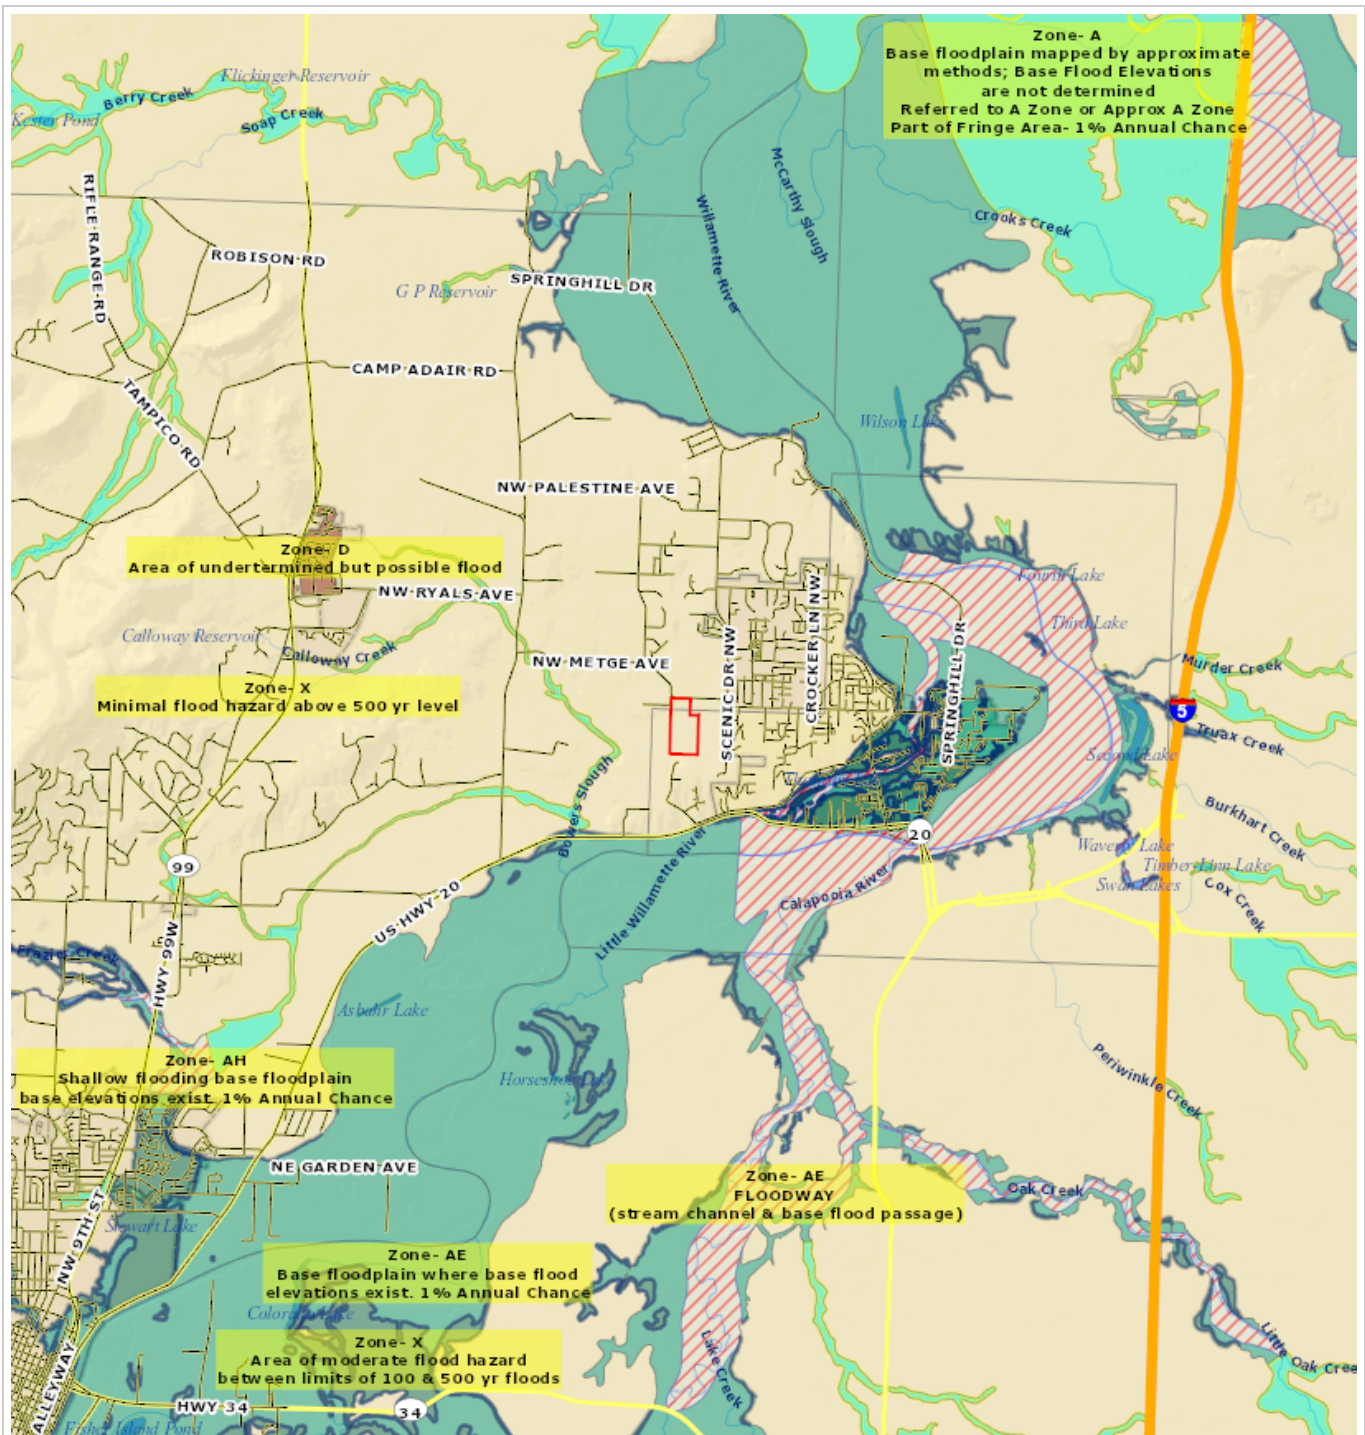 Zone- A
Base floodplain mapped by approximate
methods; Base Flood Elevations
are not determined
Referred to A Zone or Approx A Zone
Part of Fringe Area- 1% Annual Chance
Flickinger Reservoir
Berry Creek
Kester Pond
Soap Creek
McCarthy Slough
Willamette River
Crooks Creek
RIFLE RANGE RD
ROBISON RD
G P Reservoir
SPRINGHILL DR
CAMP ADAIR RD
TAMPICO RD
Wilson Lake
NW PALESTINE AVE
Zone- D
Area of undertermined but possible flood
NW RYALS AVE
Fourth Lake
CROCKER LN NW
Third Lake
Calloway Reservoir
Calloway Creek
NW METGE AVE
SCENIC DR NW
SPRINGHILL DR
Murder Creek
Zone- X
Minimal flood hazard above 500 yr level
5
Truax Creek
Second Lake
Bowers Slough
Burkhart Creek
20
99
Waverly Lake
Timber-Linn Lake
Swan Lakes
Cox Creek
Calapooia River
Little Willamette River
US HWY 20
HWY 99W
Frazier Creek
Asbahr Lake
Horseshoe Lake
Periwinkle Creek
Zone- AH
Shallow flooding base floodplain
base elevations exist. 1% Annual Chance
NE GARDEN AVE
Zone- AE
FLOODWAY
(stream channel & base flood passage)
Oak Creek
Stewart Lake
NW 9TH ST
Zone- AE
Base floodplain where base flood
elevations exist. 1% Annual Chance
Colorado Lake
Zone- X
Area of moderate flood hazard
between limits of 100 & 500 yr floods
Lake Creek
Little Oak Cree
ALLEYWAY
HWY 34
34
Fisher Island Pond